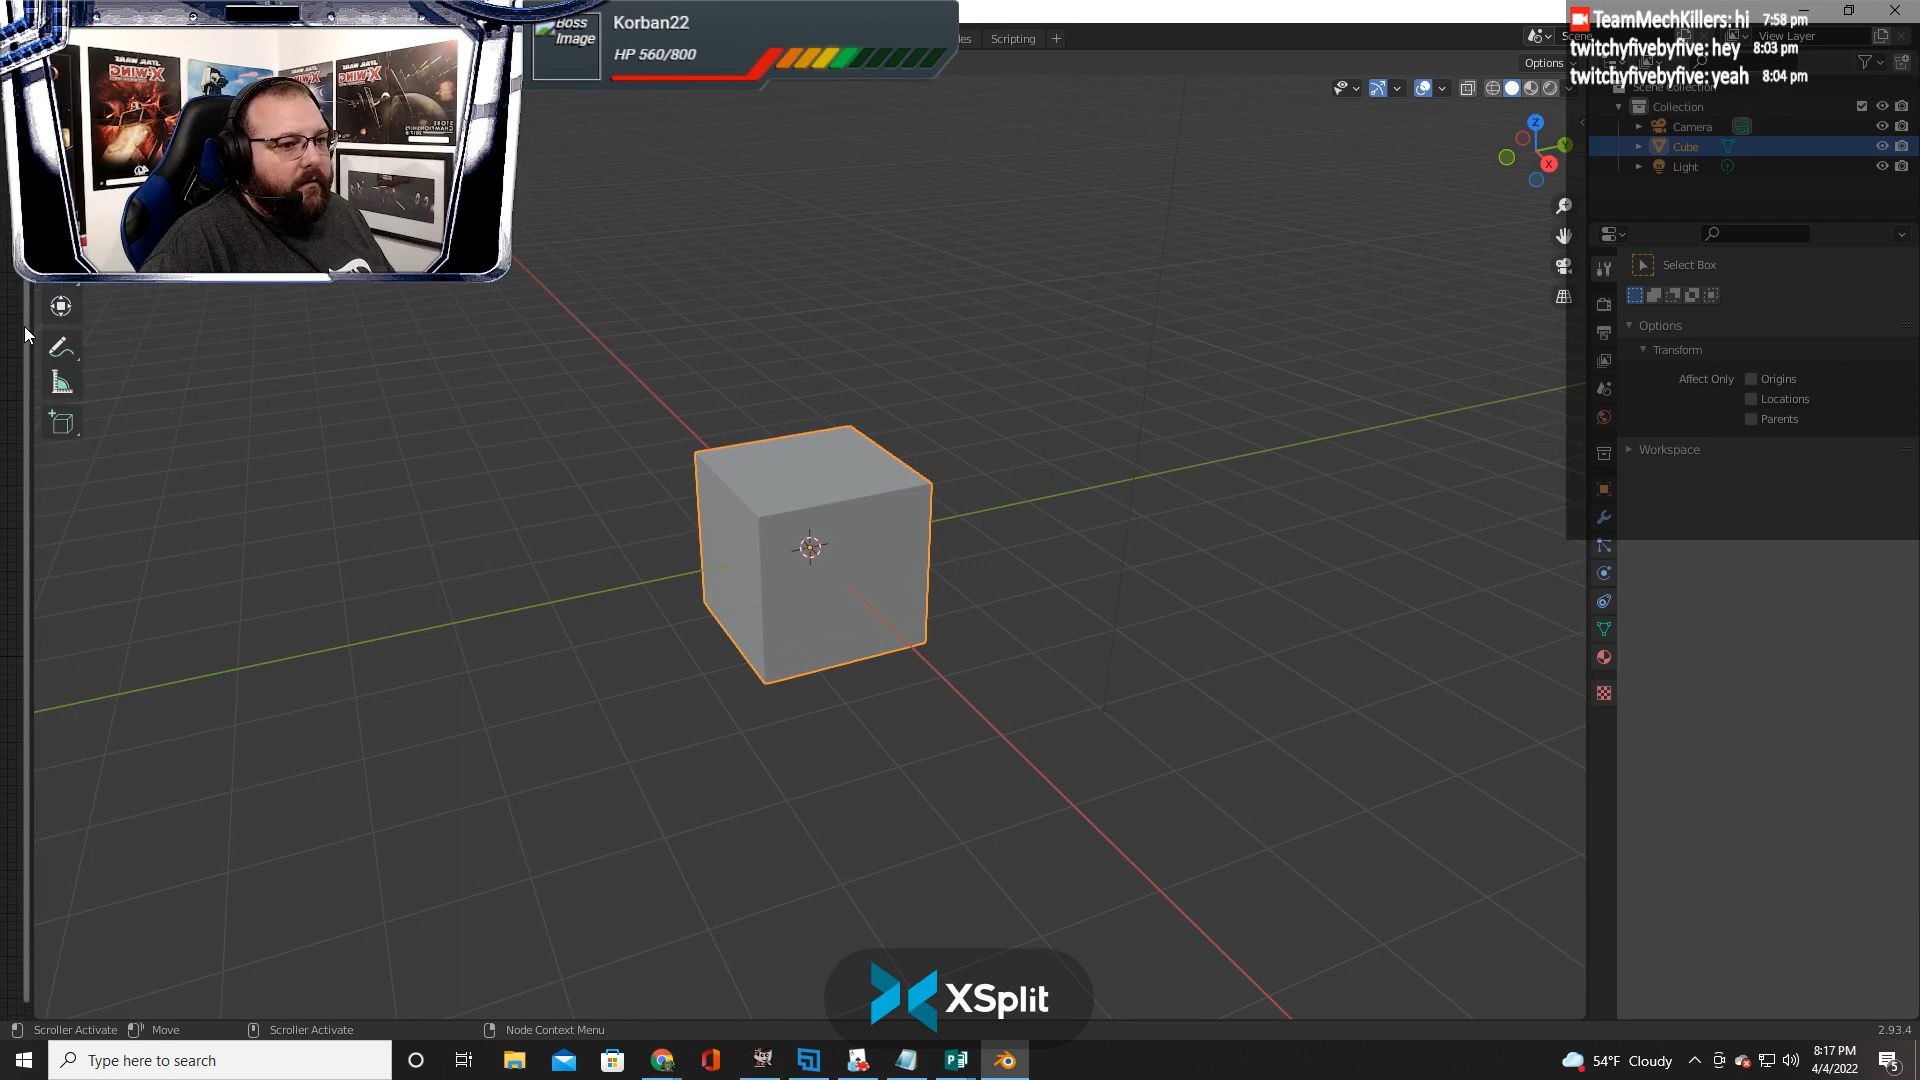 Boss
Image
Korban22
HP 560/800
Scripting
+
Scene
View Layer
TeamMechKillers: hi 7:58 pm
twitchyfivebyfive: hey 8:03 pm
twitchyfivebyfive: yeah 8:04 pm
Options
Scene Collection
Collection
Camera
Cube
Light
Z
Y
X
Select Box
Options
Transform
Affect Only
Origins
Locations
Parents
Workspace
XSplit
Scroller Activate
Move
Scroller Activate
Node Context Menu
2.93.4
Type here to search
54°F Cloudy
8:17 PM
4/4/2022
5